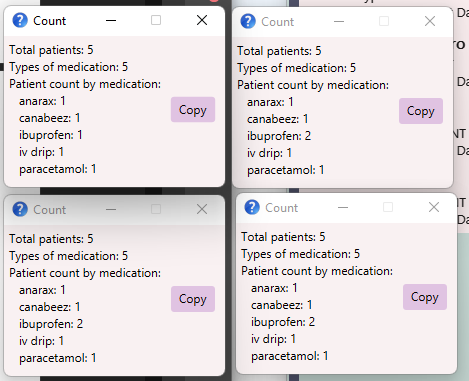 Count
Total patients: 5
Types of medication: 5
Patient count by medication:
anarax: 1
canabeez: 1
ibuprofen: 1
iv drip: 1
paracetamol: 1
Copy
Count
Total patients: 5
Types of medication: 5
Patient count by medication:
anarax: 1
canabeez: 1
ibuprofen: 2
iv drip: 1
paracetamol: 1
Copy
Count
Total patients: 5
Types of medication: 5
Patient count by medication:
anarax: 1
canabeez: 1
ibuprofen: 2
iv drip: 1
paracetamol: 1
Copy
Count
Total patients: 5
Types of medication: 5
Patient count by medication:
anarax: 1
canabeez: 1
ibuprofen: 2
iv drip: 1
paracetamol: 1
Copy
ro
Da
NT
Da
NT
Da